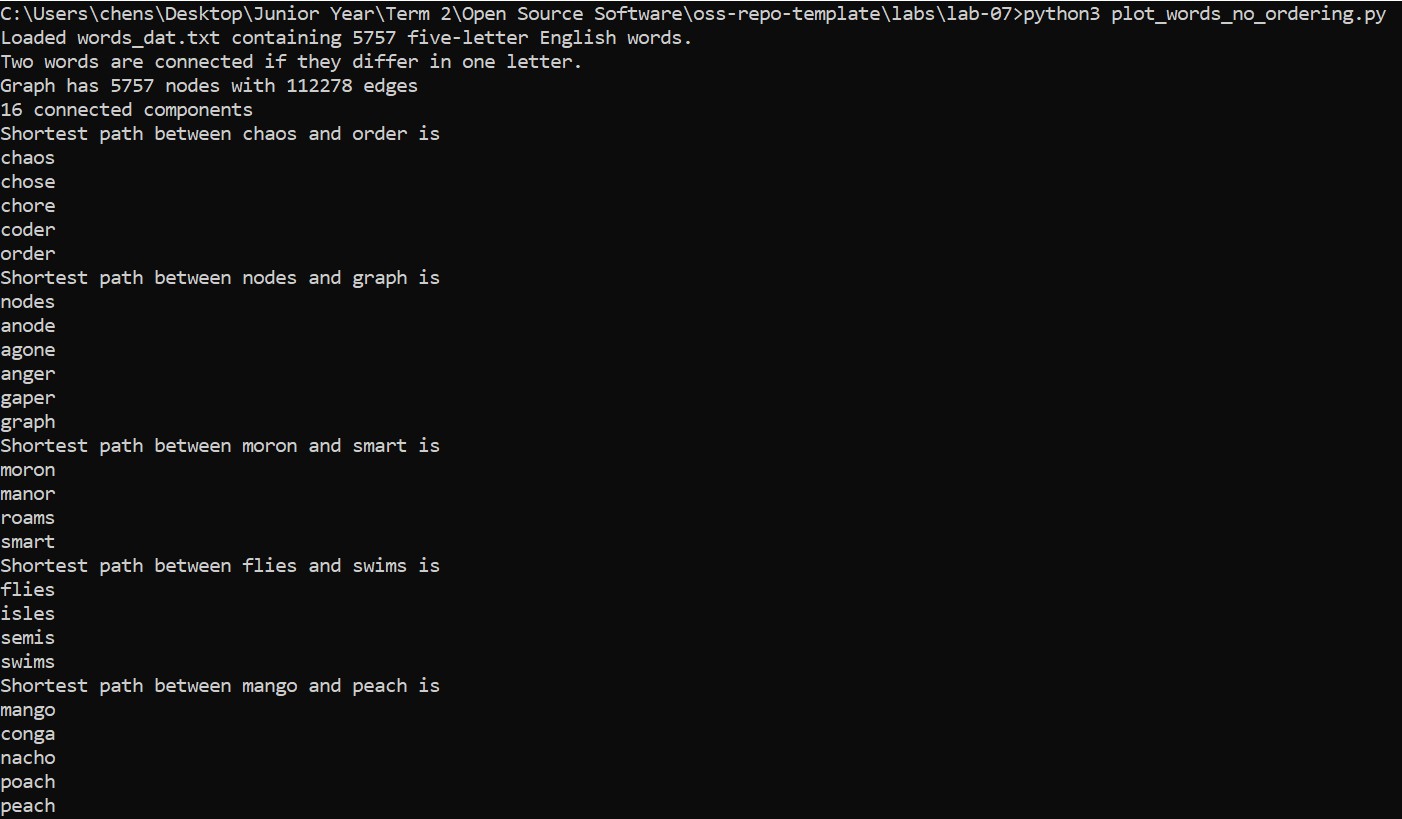 C:\Users\chens\Desktop\Junior Year\Term 2\Open Source Software\oss-repo-template\labs\lab-07>python3 plot_words_no_ordering.py
Loaded words_dat.txt containing 5757 five-letter English words.
Two words are connected if they differ in one letter.
Graph has 5757 nodes with 112278 edges
16 connected components
Shortest path between chaos and order is
chaos
chose
chore
coder
order
Shortest path between nodes and graph is
nodes
anode
agone
anger
gaper
graph
Shortest path between moron and smart is
moron
manor
roams
smart
Shortest path between flies and swims is
flies
isles
semis
swims
Shortest path between mango and peach is
mango
conga
nacho
poach
peach